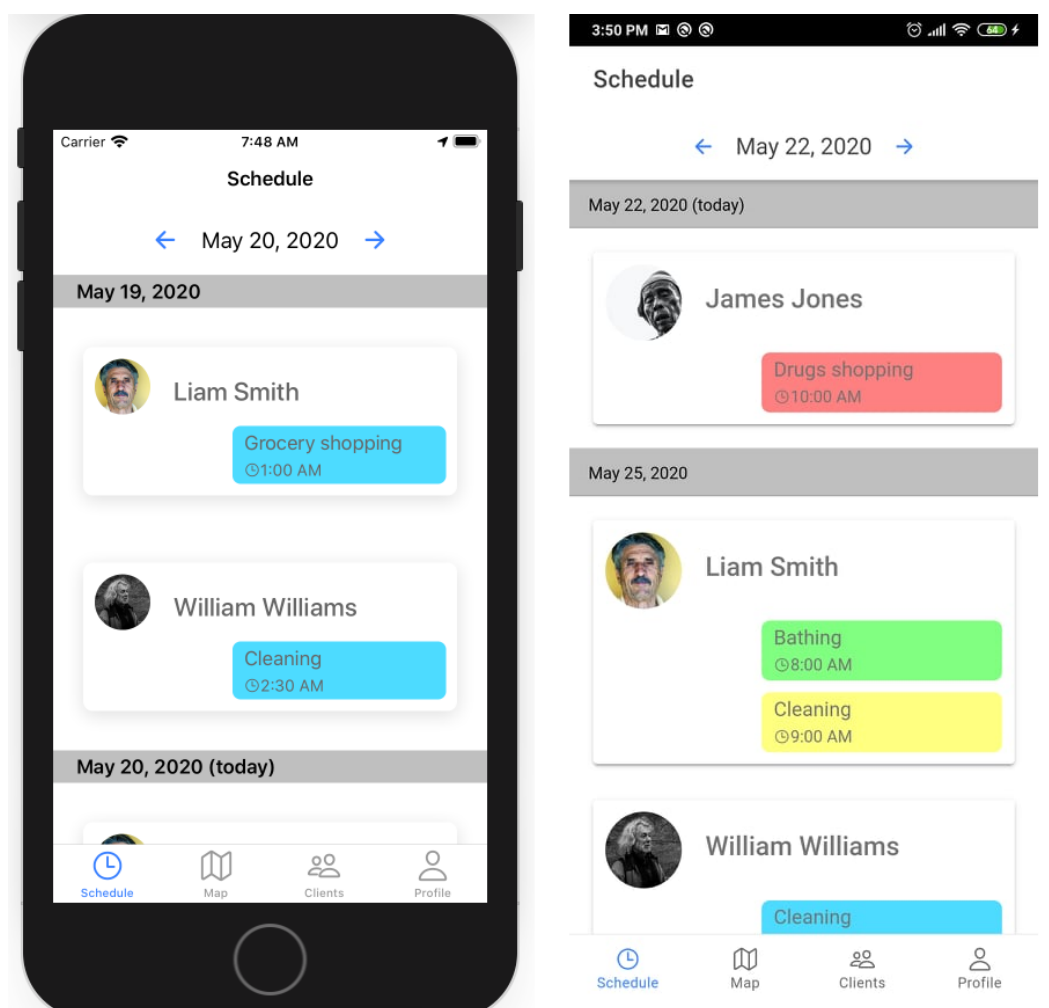 Carrier
7:48 AM
Schedule
May 20, 2020
May 19, 2020
Liam Smith
Grocery shopping
1:00 AM
William Williams
Cleaning
2:30 AM
May 20, 2020 (today)
Schedule
Map
Clients
Profile
3:50 PM
64
Schedule
May 22, 2020
May 22, 2020 (today)
James Jones
Drugs shopping
10:00 AM
May 25, 2020
Liam Smith
Bathing
8:00 AM
Cleaning
9:00 AM
William Williams
Cleaning
Schedule
Map
Clients
Profile